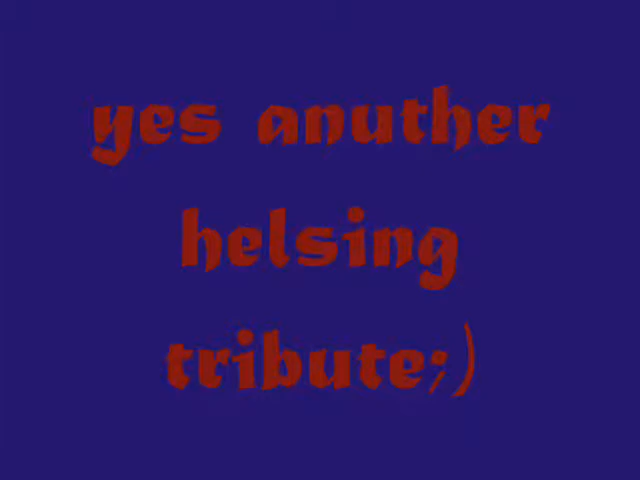 yes anuther
helsing
tribute;)